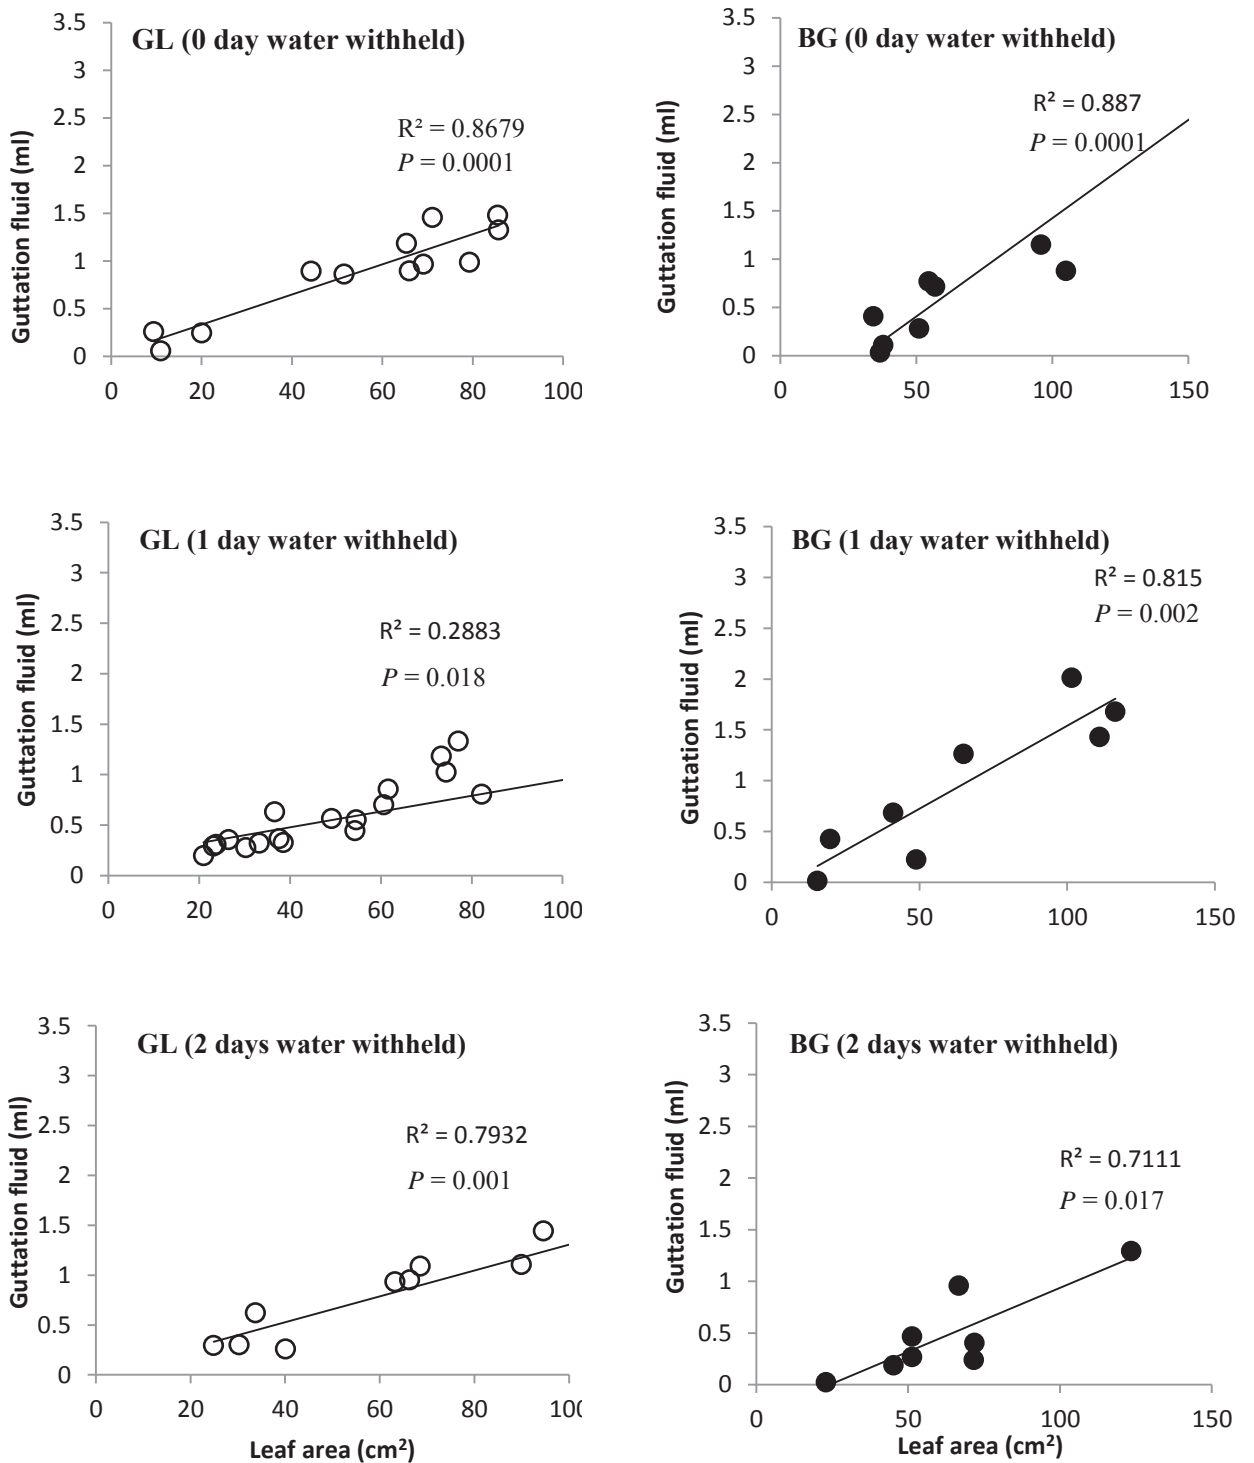 GL (0 day water withheld)
R² = 0.8679
P = 0.0001
Guttation fluid (ml)
3.5
3
2.5
2
1.5
1
0.5
0
0 20 40 60 80 100
BG (0 day water withheld)
R² = 0.887
P = 0.0001
Guttation fluid (ml)
3.5
3
2.5
2
1.5
1
0.5
0
0 50 100 150
GL (1 day water withheld)
R² = 0.2883
P = 0.018
Guttation fluid (ml)
3.5
3
2.5
2
1.5
1
0.5
0
0 20 40 60 80 100
BG (1 day water withheld)
R² = 0.815
P = 0.002
Guttation fluid (ml)
3.5
3
2.5
2
1.5
1
0.5
0
0 50 100 150
GL (2 days water withheld)
R² = 0.7932
P = 0.001
Guttation fluid (ml)
3.5
3
2.5
2
1.5
1
0.5
0
0 20 40 60 80 100
Leaf area (cm²)
BG (2 days water withheld)
R² = 0.7111
P = 0.017
Guttation fluid (ml)
3.5
3
2.5
2
1.5
1
0.5
0
0 50 100 150
Leaf area (cm²)